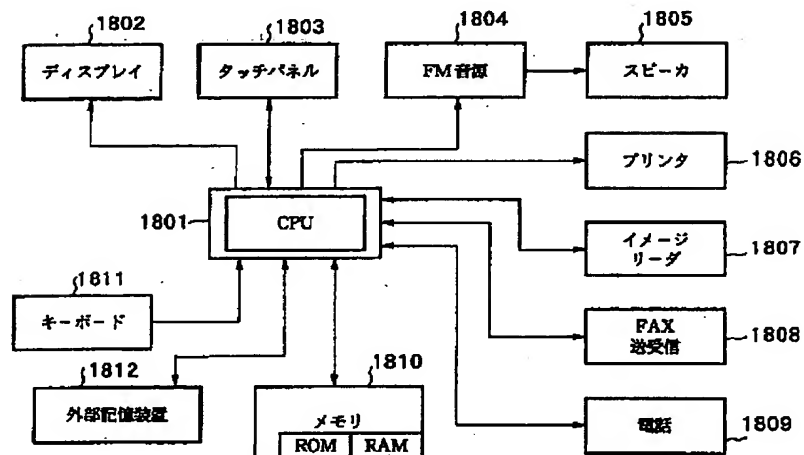 1802
1803
1804
1805
ディスプレイ
タッチパネル
FM音源
スピーカ
プリンタ
1806
1801
CPU
イメージ
リーダ
1807
1811
キーボード
FAX
送受信
1808
1812
1810
外部記憶装置
メモリ
ROM
RAM
電話
1809